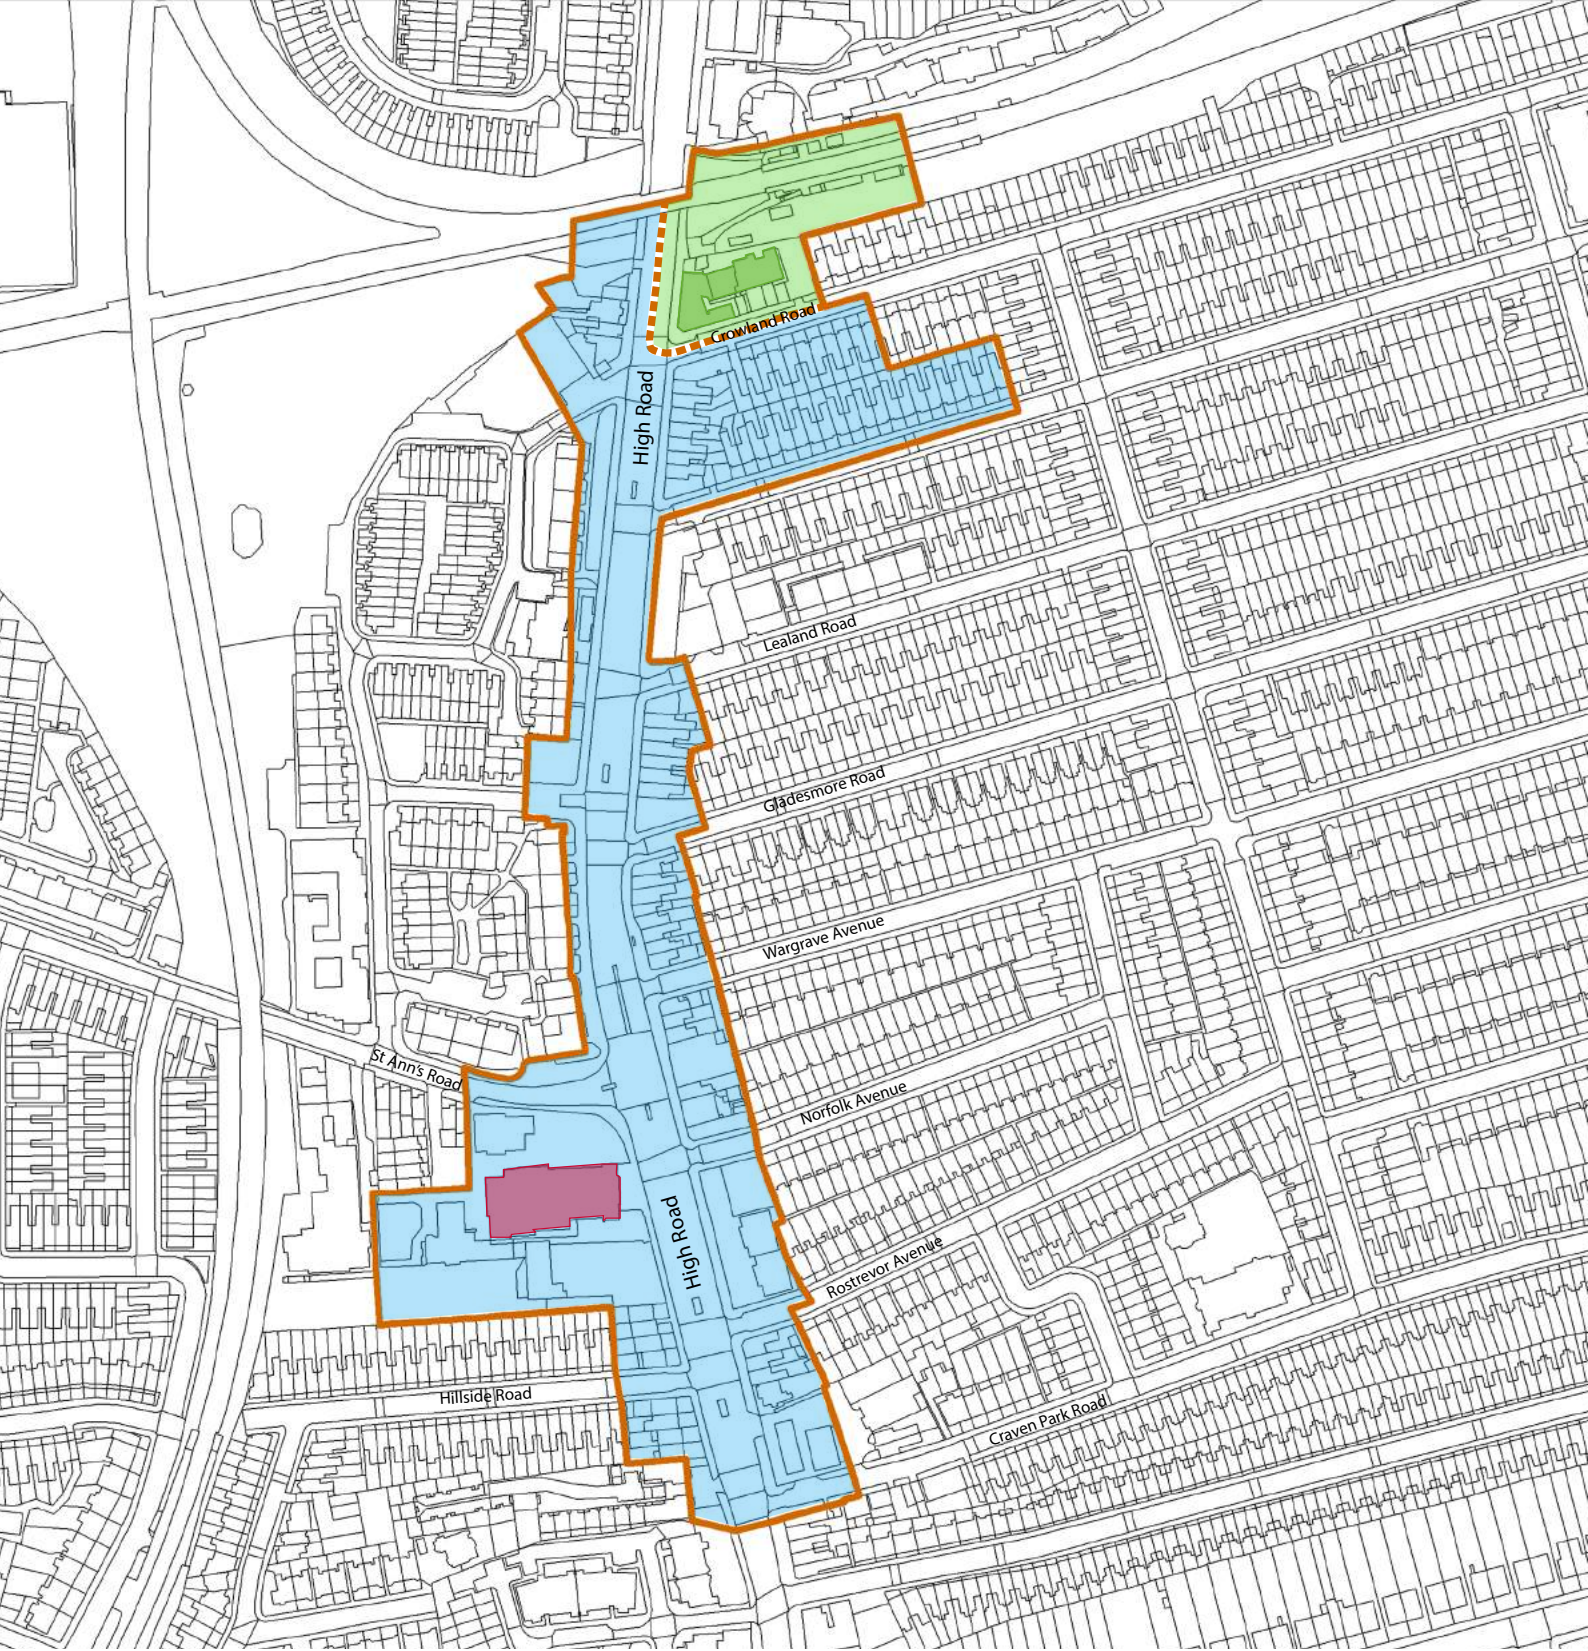 Crowland Road
High Road
Lealand Road
Gladesmore Road
Wargrave Avenue
St Ann's Road
Norfolk Avenue
High Road
Rostrevor Avenue
Hillside Road
Craven Park Road